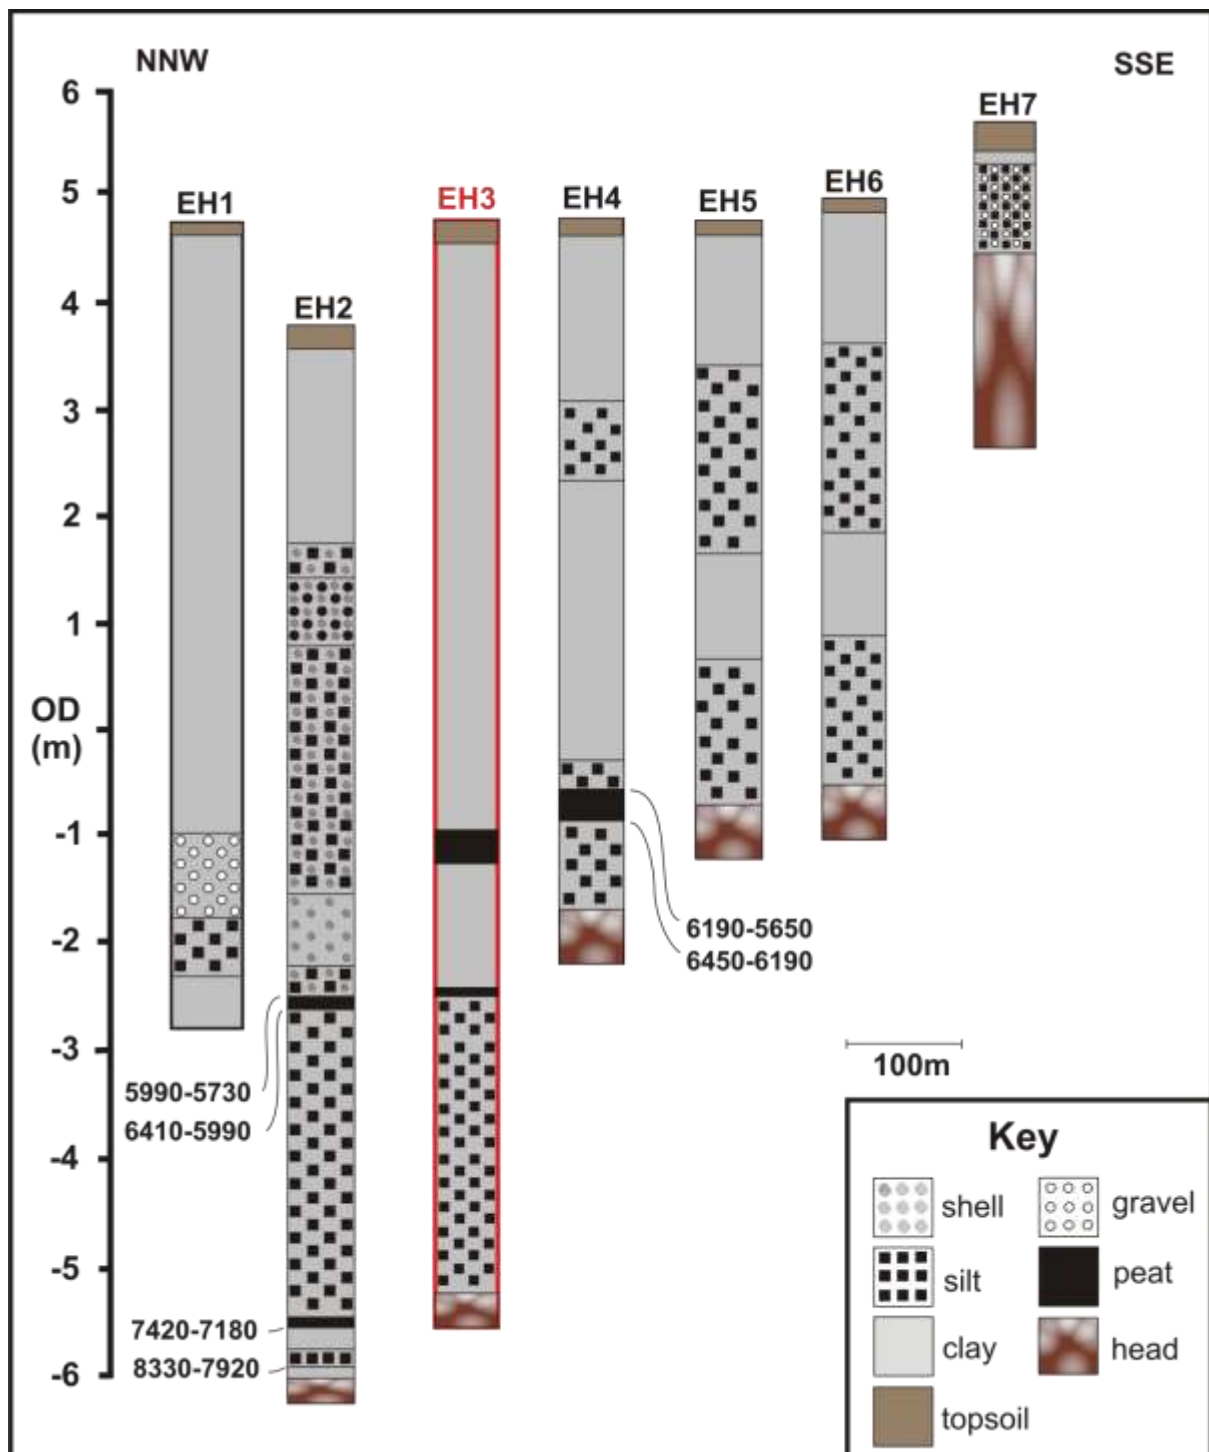 NNW
SSE
6
5
4
3
2
1
OD
(m)
-1
-2
-3
-4
-5
-6
EH1
EH2
EH3
EH4
EH5
EH6
EH7
6190-5650
6450-6190
5990-5730
6410-5990
7420-7180
8330-7920
100m
Key
shell
gravel
silt
peat
clay
head
topsoil